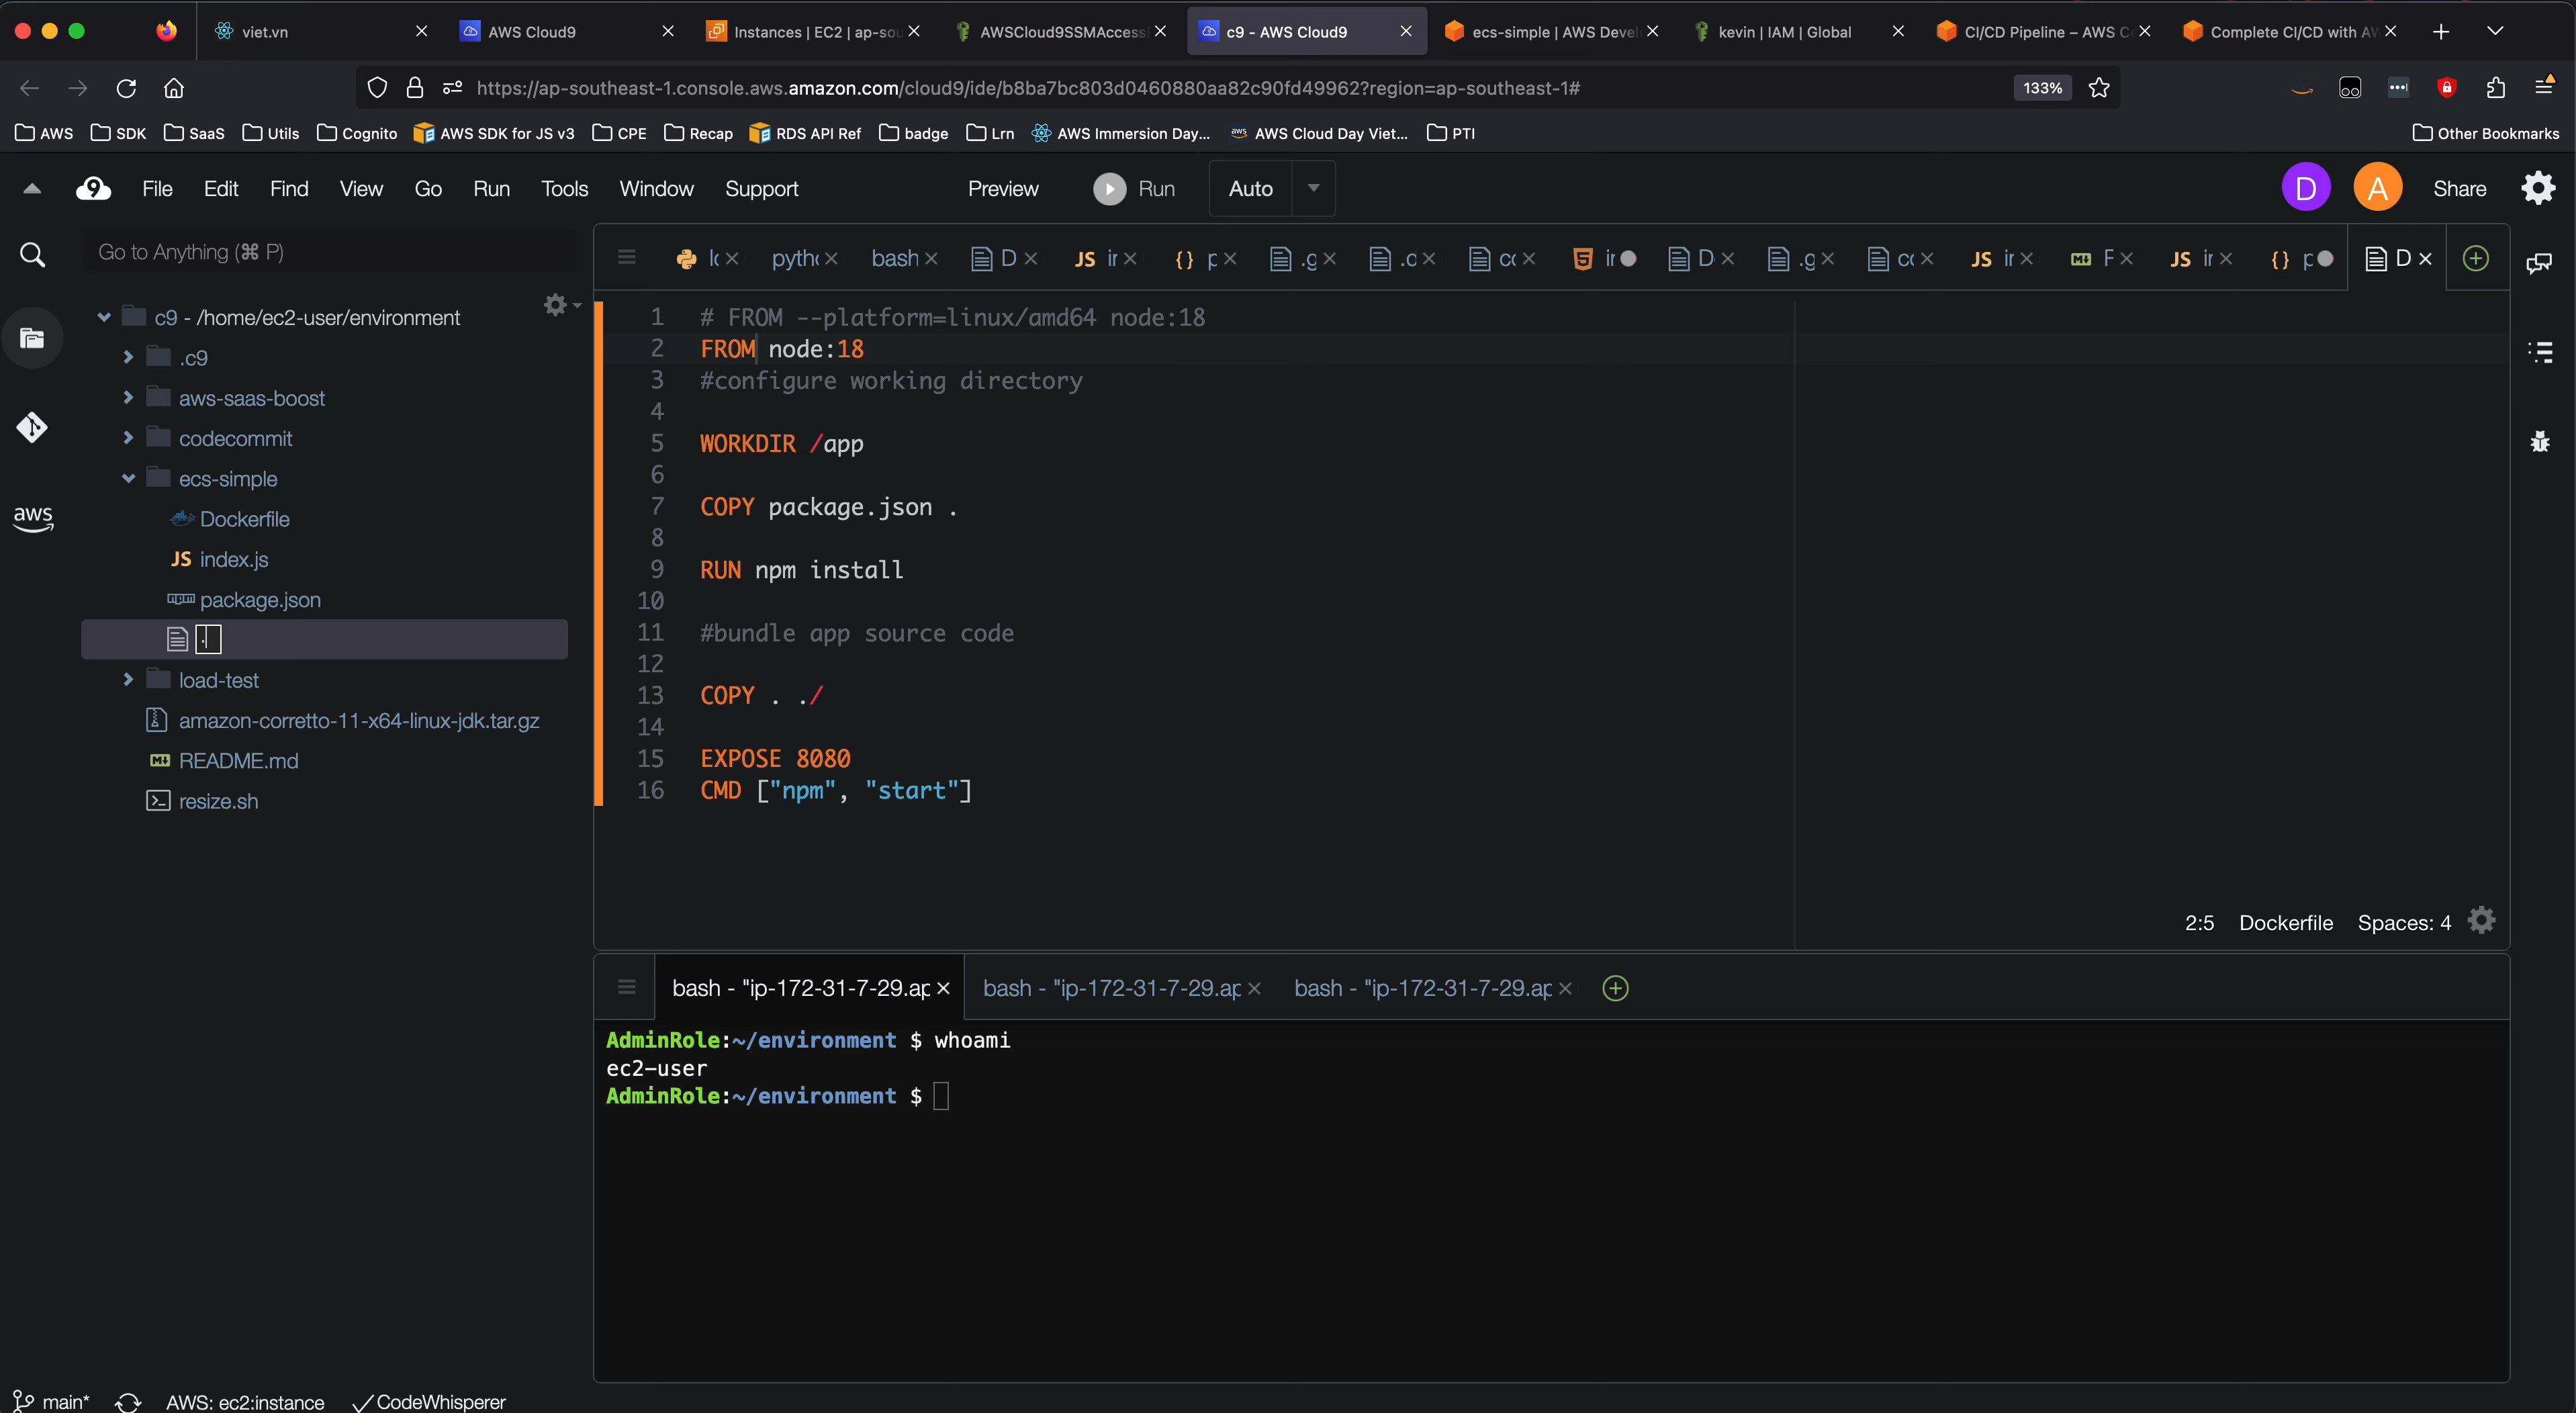 viet.vn
AWS Cloud9
Instances | EC2 | ap-sou
AWSCloud9SSMAccess
c9 - AWS Cloud9
ecs-simple | AWS Devel
kevin | IAM | Global
CI/CD Pipeline – AWS C
Complete CI/CD with AW
https://ap-southeast-1.console.aws.amazon.com/cloud9/ide/b8ba7bc803d0460880aa82c90fd49962?region=ap-southeast-1#
133%
AWS
SDK
SaaS
Utils
Cognito
AWS SDK for JS v3
CPE
Recap
RDS API Ref
badge
Lrn
AWS Immersion Day...
AWS Cloud Day Viet...
PTI
Other Bookmarks
9
File
Edit
Find
View
Go
Run
Tools
Window
Support
Preview
Run
Auto
D
A
Share
Go to Anything (⌘ P)
pytho
bash
D
JS
{ } p
.g
.d
co
D
.g
co
JS
JS
{ } p
D
aws
c9 - /home/ec2-user/environment
.c9
aws-saas-boost
codecommit
ecs-simple
Dockerfile
JS index.js
package.json
.
load-test
amazon-corretto-11-x64-linux-jdk.tar.gz
README.md
resize.sh
1 # FROM --platform=linux/amd64 node:18
2 FROM node:18
3 #configure working directory
4
5 WORKDIR /app
6
7 COPY package.json .
8
9 RUN npm install
10
11 #bundle app source code
12
13 COPY . ./
14
15 EXPOSE 8080
16 CMD ["npm", "start"]
2:5 Dockerfile Spaces: 4
bash - "ip-172-31-7-29.ap
bash - "ip-172-31-7-29.ap
bash - "ip-172-31-7-29.ap
AdminRole:~/environment $ whoami
ec2-user
AdminRole:~/environment $
main*
AWS: ec2:instance
CodeWhisperer